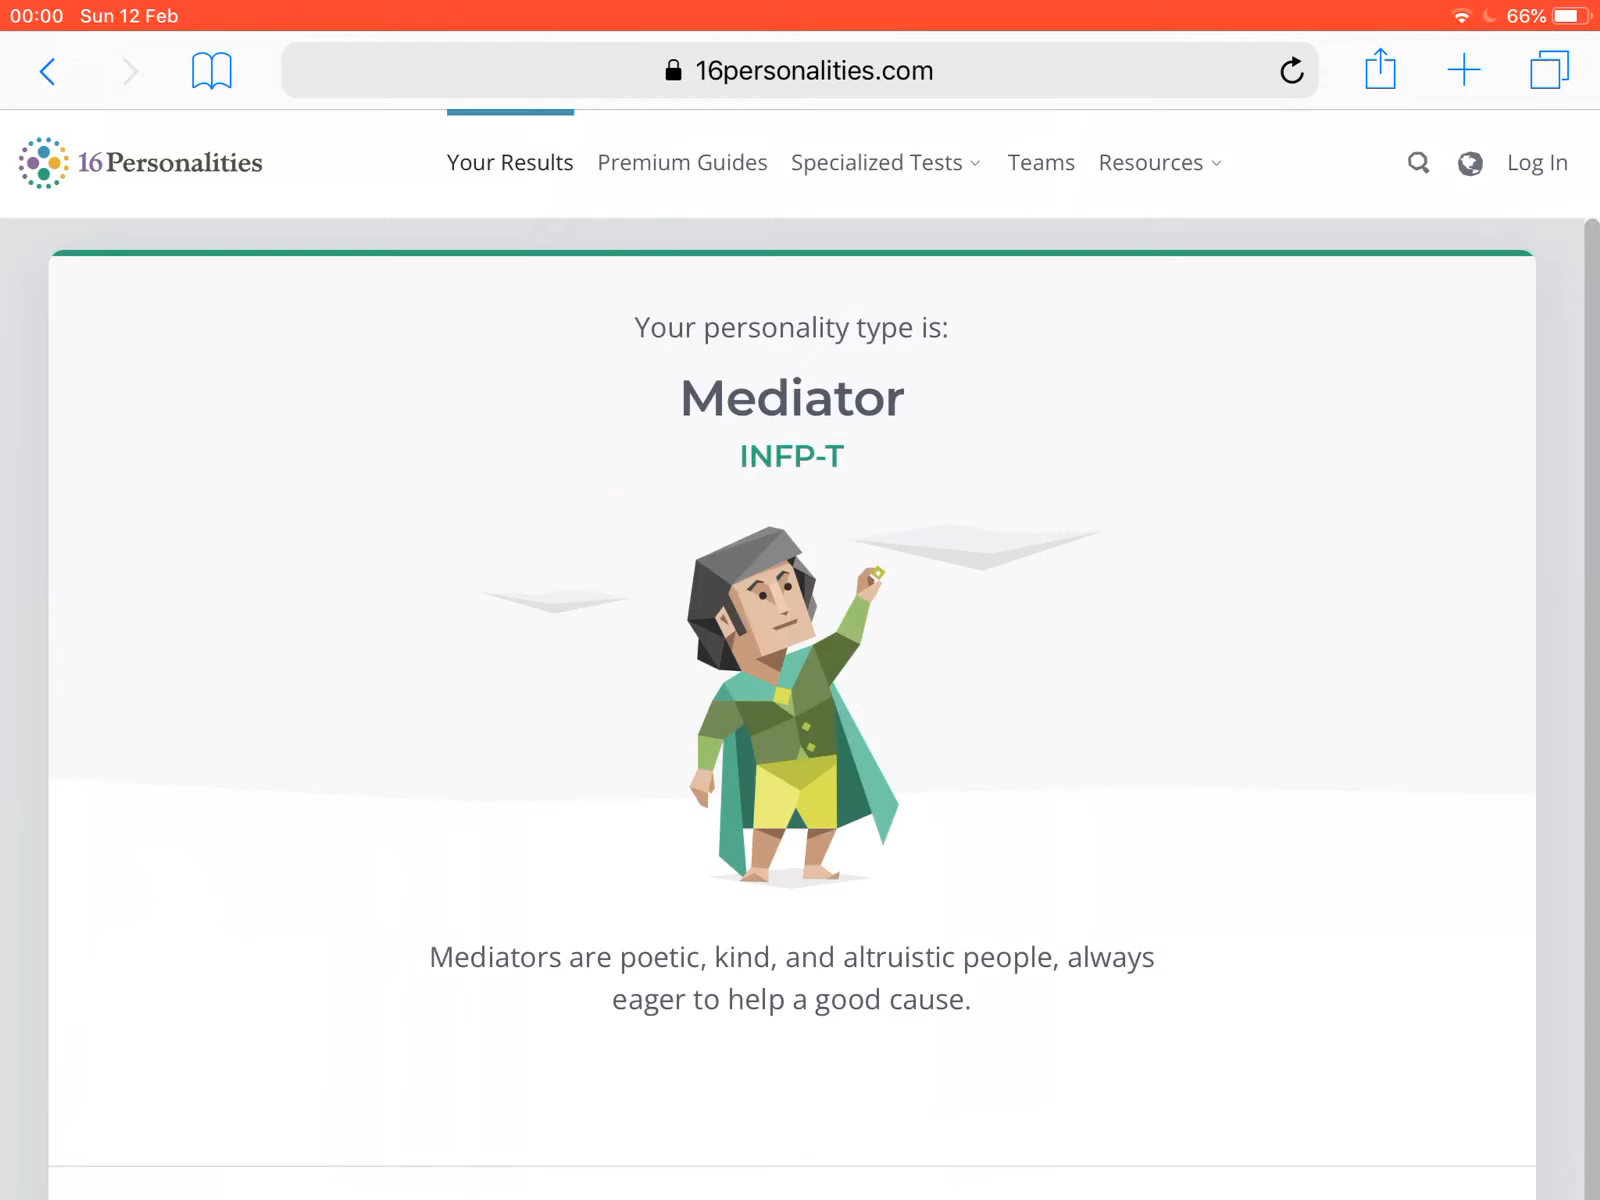 00:00 Sun 12 Feb 66%
16personalities.com
16Personalities Your Results Premium Guides Specialized Tests Teams Resources Log In
Your personality type is:
Mediator
INFP-T
Mediators are poetic, kind, and altruistic people, always
eager to help a good cause.